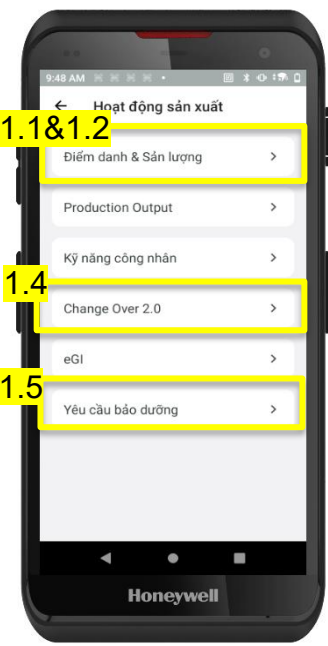 9:48 AM
← Hoạt động sản xuất
1.1&1.2
Điểm danh & Sản lượng
Production Output
Kỹ năng công nhân
1.4
Change Over 2.0
eGI
1.5
Yêu cầu bảo dưỡng
Honeywell